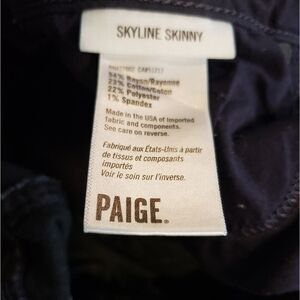 SKYLINE SKINNY
54% Rayon/Rayonne
23% Cotton/Coton
22% Polyester
1% Spandex
Made in the USA of imported
fabric and components.
See care on reverse.
Fabriqué aux États-Unis à partir
de tissus et composants
importés
Voir le soin sur l'inverse.
PAIGE.